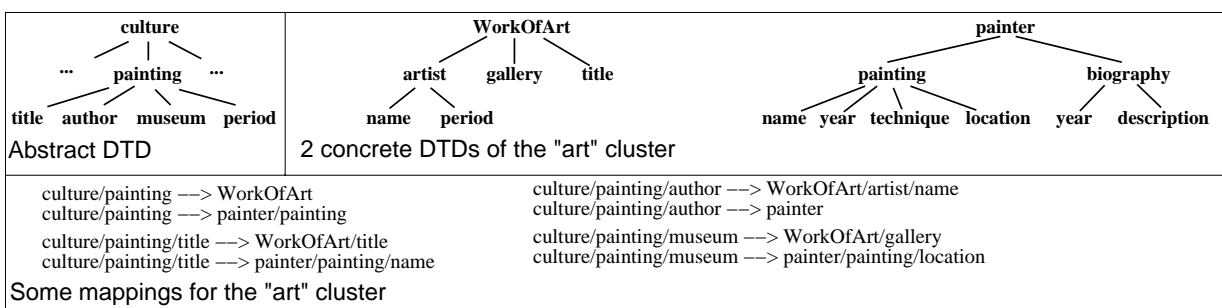 culture
... painting ...
title author museum period
Abstract DTD
WorkOfArt
artist gallery title
name period
painter
painting biography
name year technique location year description
2 concrete DTDs of the "art" cluster
culture/painting −−> WorkOfArt
culture/painting −−> painter/painting
culture/painting/title −−> WorkOfArt/title
culture/painting/title −−> painter/painting/name
culture/painting/author −−> WorkOfArt/artist/name
culture/painting/author −−> painter
culture/painting/museum −−> WorkOfArt/gallery
culture/painting/museum −−> painter/painting/location
Some mappings for the "art" cluster